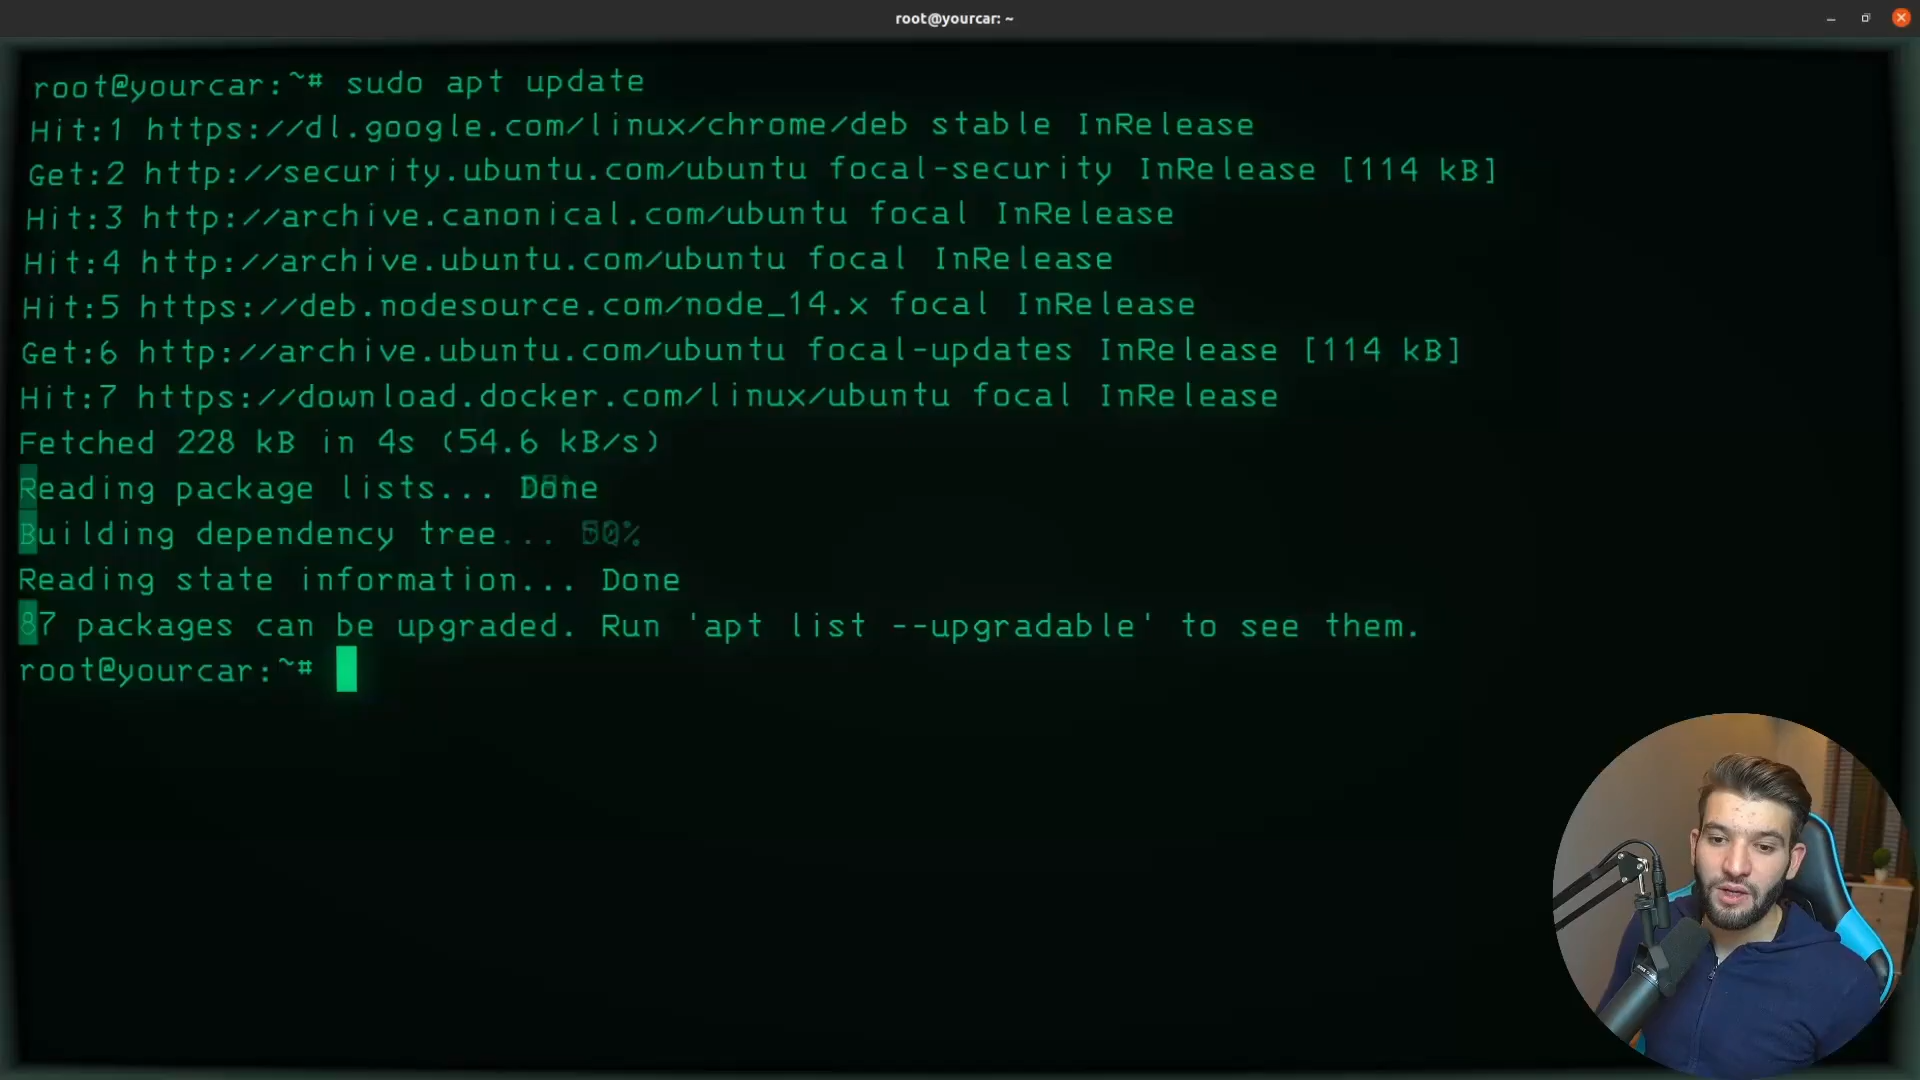 root@yourcar: ~
root@yourcar:~# sudo apt update
Hit:1 https://dl.google.com/linux/chrome/deb stable InRelease
Get:2 http://security.ubuntu.com/ubuntu focal-security InRelease [114 kB]
Hit:3 http://archive.canonical.com/ubuntu focal InRelease
Hit:4 http://archive.ubuntu.com/ubuntu focal InRelease
Hit:5 https://deb.nodesource.com/node_14.x focal InRelease
Get:6 http://archive.ubuntu.com/ubuntu focal-updates InRelease [114 kB]
Hit:7 https://download.docker.com/linux/ubuntu focal InRelease
Fetched 228 kB in 4s (54.6 kB/s)
Reading package lists... Done
Building dependency tree...
Reading state information... Done
87 packages can be upgraded. Run 'apt list --upgradable' to see them.
root@yourcar:~#